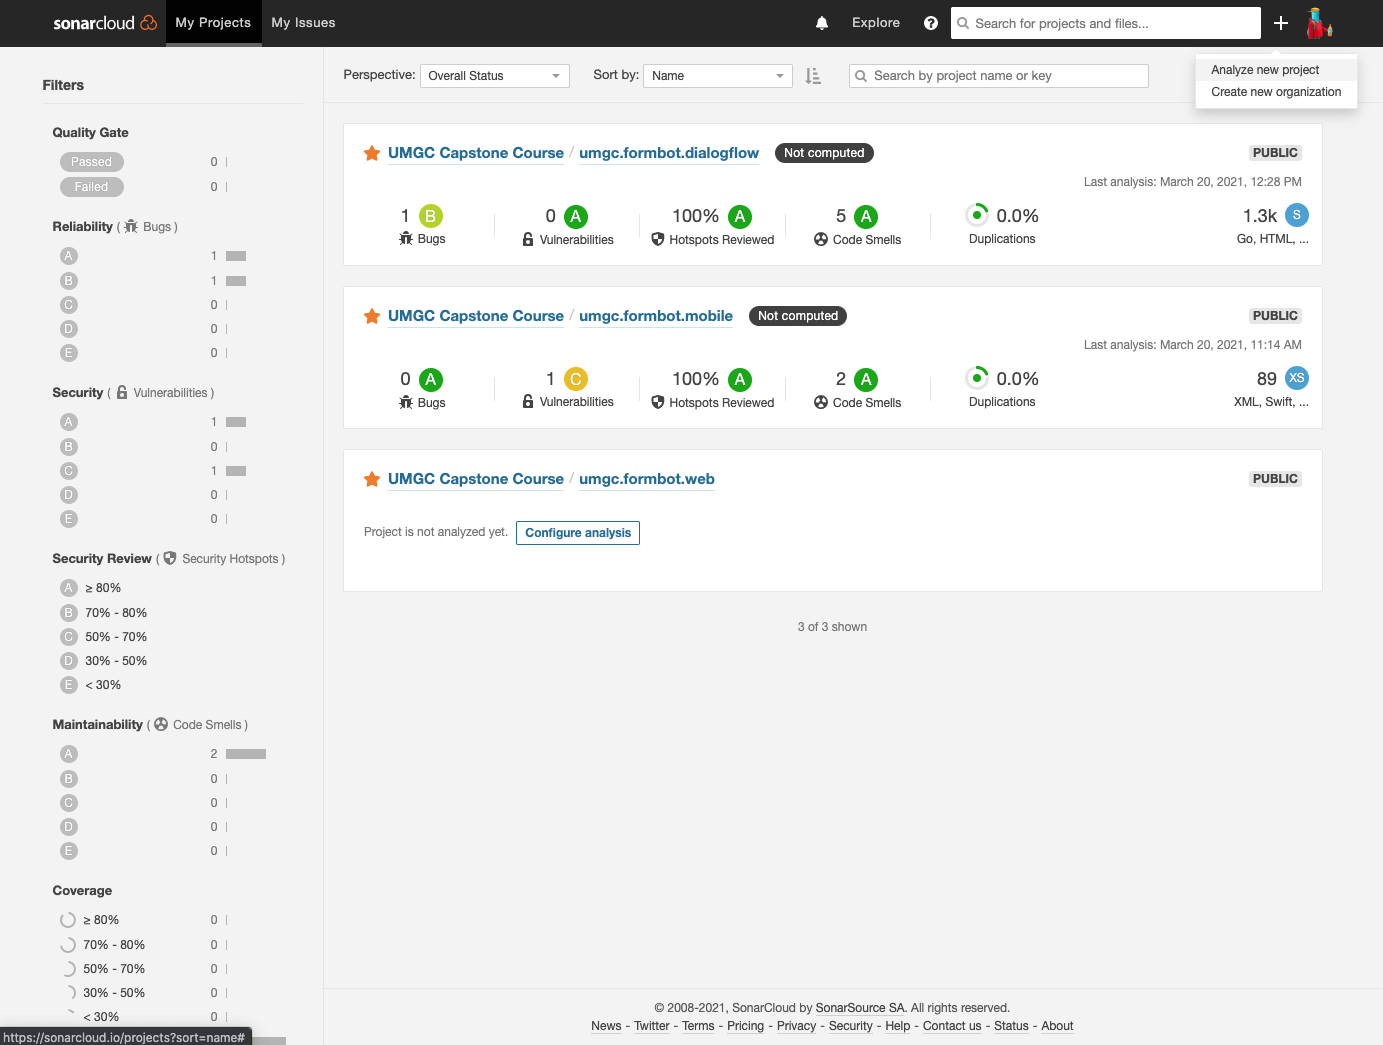 sonarcloud My Projects My Issues Explore ? Search for projects and files... +
Analyze new project
Create new organization
Filters
Quality Gate
Passed 0
Failed 0
Reliability ( Bugs )
A 1
B 1
C 0
D 0
E 0
Security ( Vulnerabilities )
A 1
B 0
C 1
D 0
E 0
Security Review ( Security Hotspots )
A ≥ 80%
B 70% - 80%
C 50% - 70%
D 30% - 50%
E < 30%
Maintainability ( Code Smells )
A 2
B 0
C 0
D 0
E 0
Coverage
≥ 80% 0
70% - 80% 0
50% - 70% 0
30% - 50% 0
< 30% 0
https://sonarcloud.io/projects?sort=name#
Perspective: Overall Status Sort by: Name Search by project name or key
UMGC Capstone Course / umgc.formbot.dialogflow Not computed PUBLIC
Last analysis: March 20, 2021, 12:28 PM
1 B 0 A 100% A 5 A 0.0% 1.3k S
Bugs Vulnerabilities Hotspots Reviewed Code Smells Duplications Go, HTML, ...
UMGC Capstone Course / umgc.formbot.mobile Not computed PUBLIC
Last analysis: March 20, 2021, 11:14 AM
0 A 1 C 100% A 2 A 0.0% 89 XS
Bugs Vulnerabilities Hotspots Reviewed Code Smells Duplications XML, Swift, ...
UMGC Capstone Course / umgc.formbot.web PUBLIC
Project is not analyzed yet. Configure analysis
3 of 3 shown
© 2008-2021, SonarCloud by SonarSource SA. All rights reserved.
News - Twitter - Terms - Pricing - Privacy - Security - Help - Contact us - Status - About